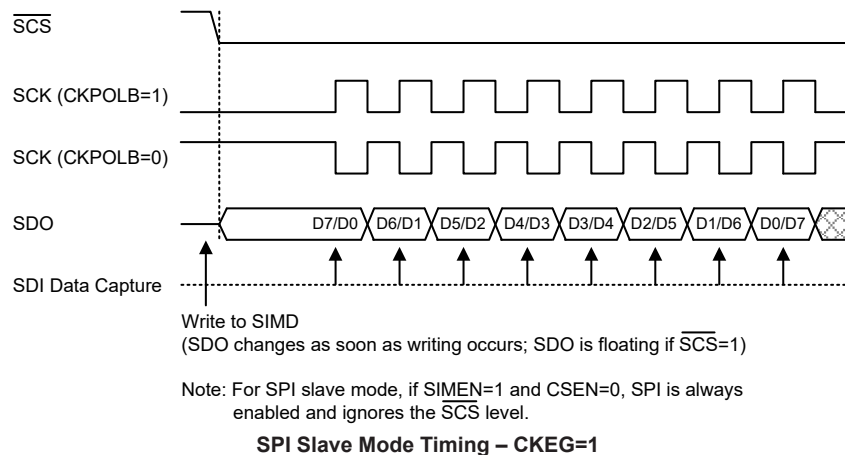 SCS
SCK (CKPOLB=1)
SCK (CKPOLB=0)
SDO D7/D0 D6/D1 D5/D2 D4/D3 D3/D4 D2/D5 D1/D6 D0/D7
SDI Data Capture
Write to SIMD
(SDO changes as soon as writing occurs; SDO is floating if SCS=1)
Note: For SPI slave mode, if SIMEN=1 and CSEN=0, SPI is always
enabled and ignores the SCS level.
SPI Slave Mode Timing – CKEG=1